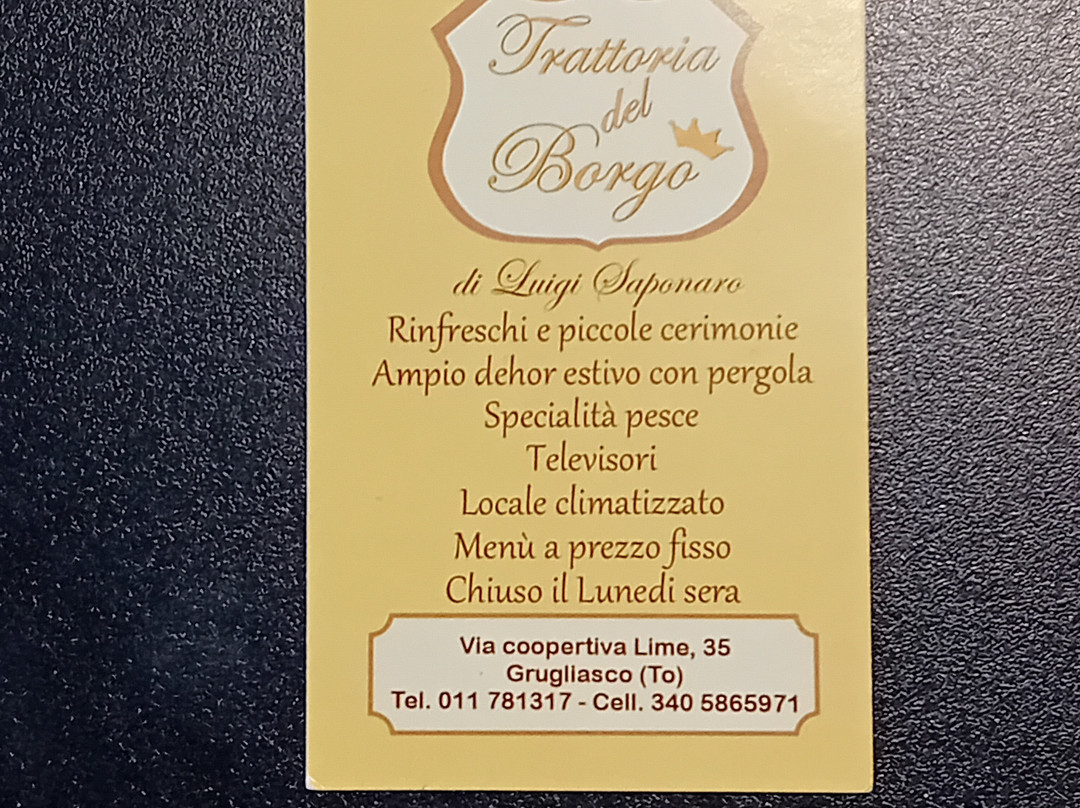 Trattoria
del
Borgo
di Luigi Saponaro
Rinfreschi e piccole cerimonie
Ampio dehor estivo con pergola
Specialità pesce
Televisori
Locale climatizzato
Menù a prezzo fisso
Chiuso il Lunedi sera
Via coopertiva Lime, 35
Grugliasco (To)
Tel. 011 781317 - Cell. 340 5865971